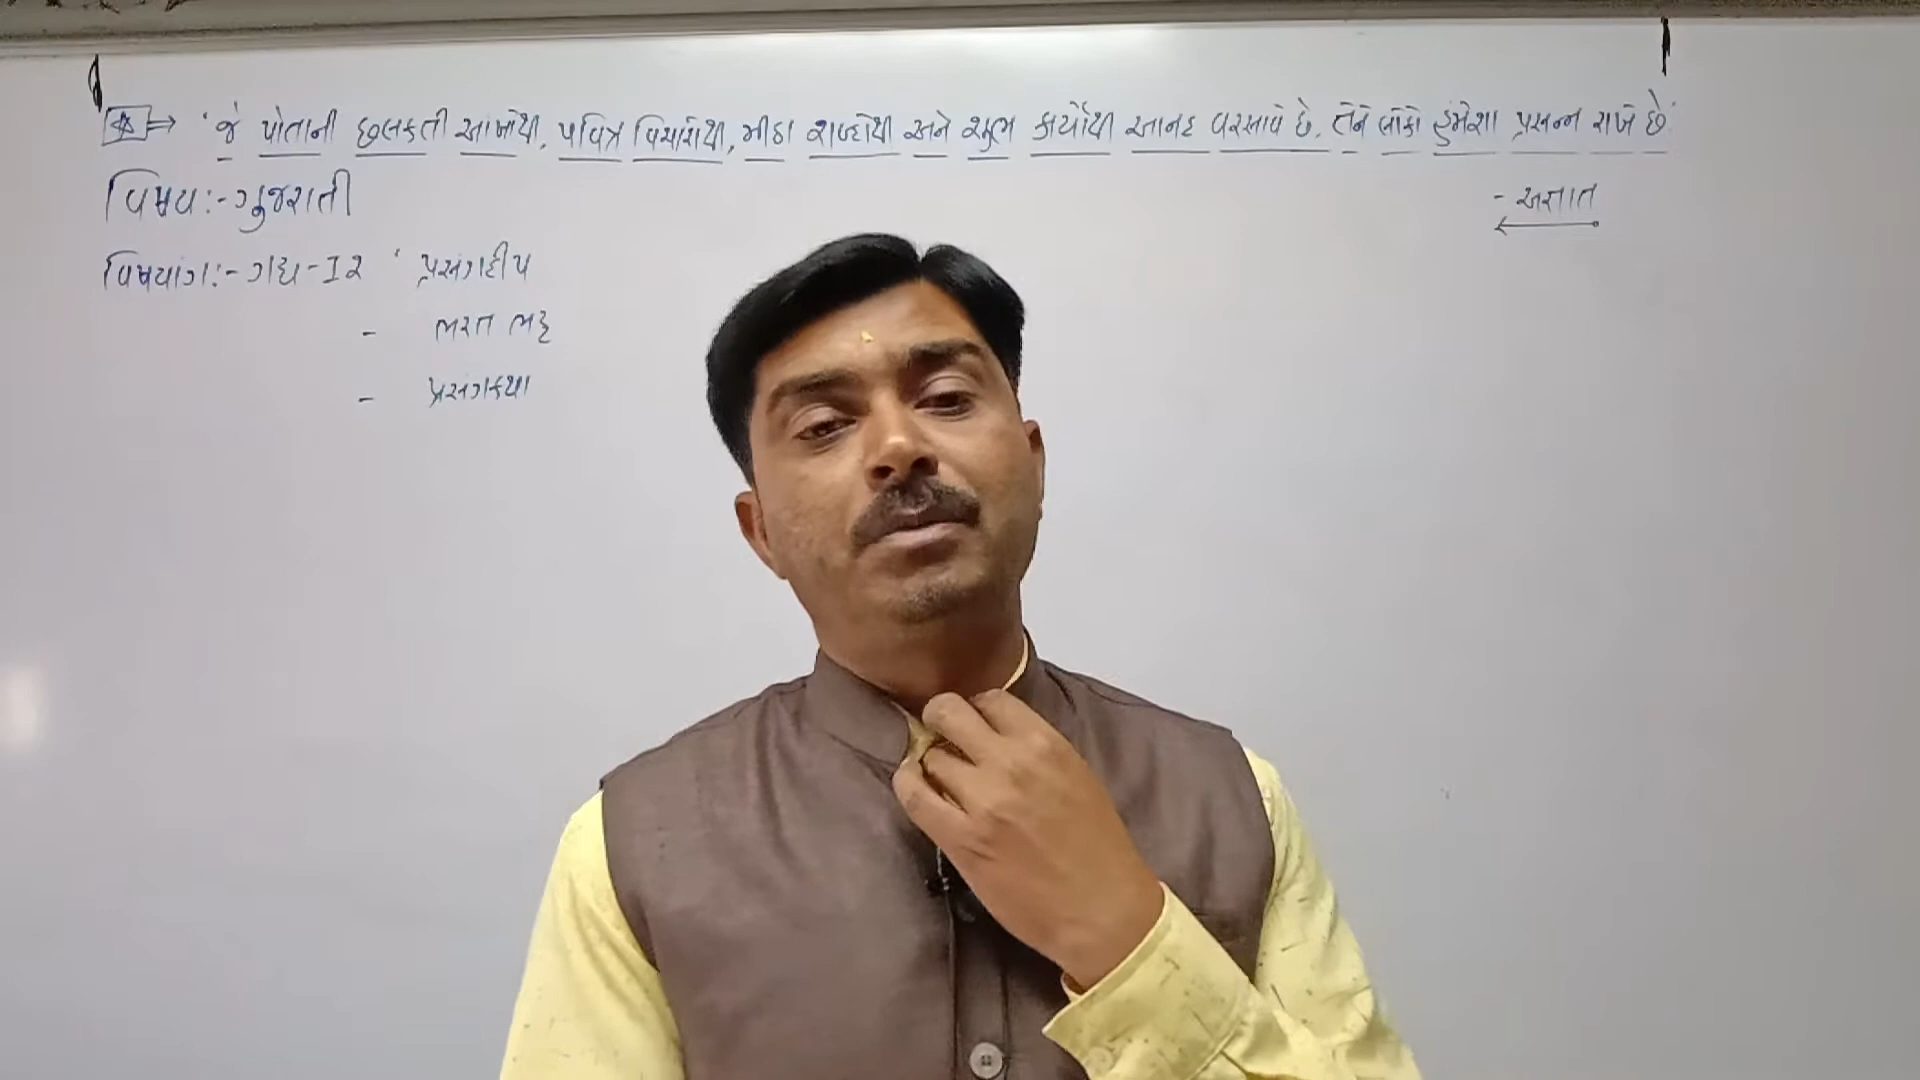 'જે પોતાની છલકતી આંખોથી, પવિત્ર વિચારોથી, મીઠા શબ્દોથી અને શુભ કાર્યોથી આનંદ વરસાવે છે. તેને લોકો હંમેશા પ્રસન્ન રાખે છે.'
- અજ્ઞાત
વિષય:- ગુજરાતી
વિષયાંગ:- ગદ્ય-૧૨ ' પ્રસંગદીપ
- ભરત ભટ્ટ
- પ્રસંગકથા